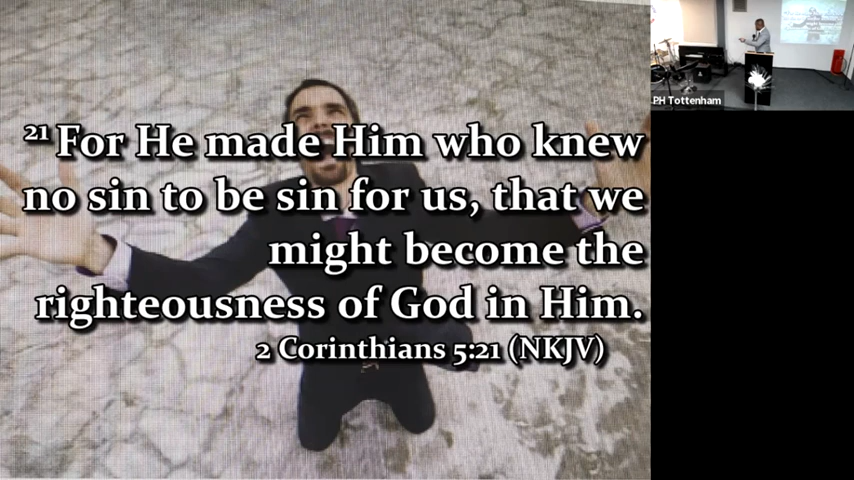 21 For He made Him who knew
no sin to be sin for us, that we
might become the
righteousness of God in Him.
2 Corinthians 5:21 (NKJV)
PH Tottenham